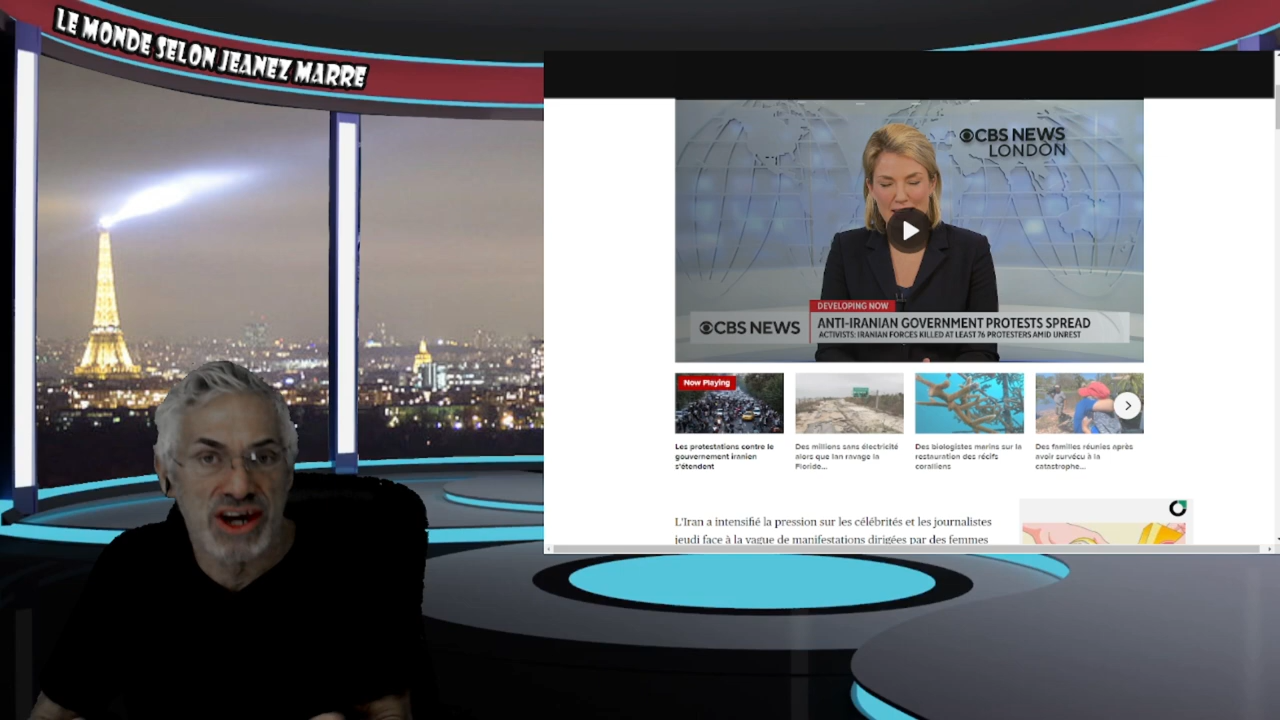 LE MONDE SELON JEANEZ MARRE
CBS NEWS
LONDON
DEVELOPING NOW
CBS NEWS
ANTI-IRANIAN GOVERNMENT PROTESTS SPREAD
ACTIVISTS: IRANIAN FORCES KILLED AT LEAST 76 PROTESTERS AMID UNREST
Now Playing
Les protestations contre le
gouvernement iranien
s'étendent
Des millions sans électricité
alors que Ian ravage la
Floride...
Des biologistes marins sur la
restauration des récifs
coralliens
Des familles réunies après
avoir survécu à la
catastrophe...
L'Iran a intensifié la pression sur les célébrités et les journalistes
jeudi face à la vague de manifestations dirigées par des femmes